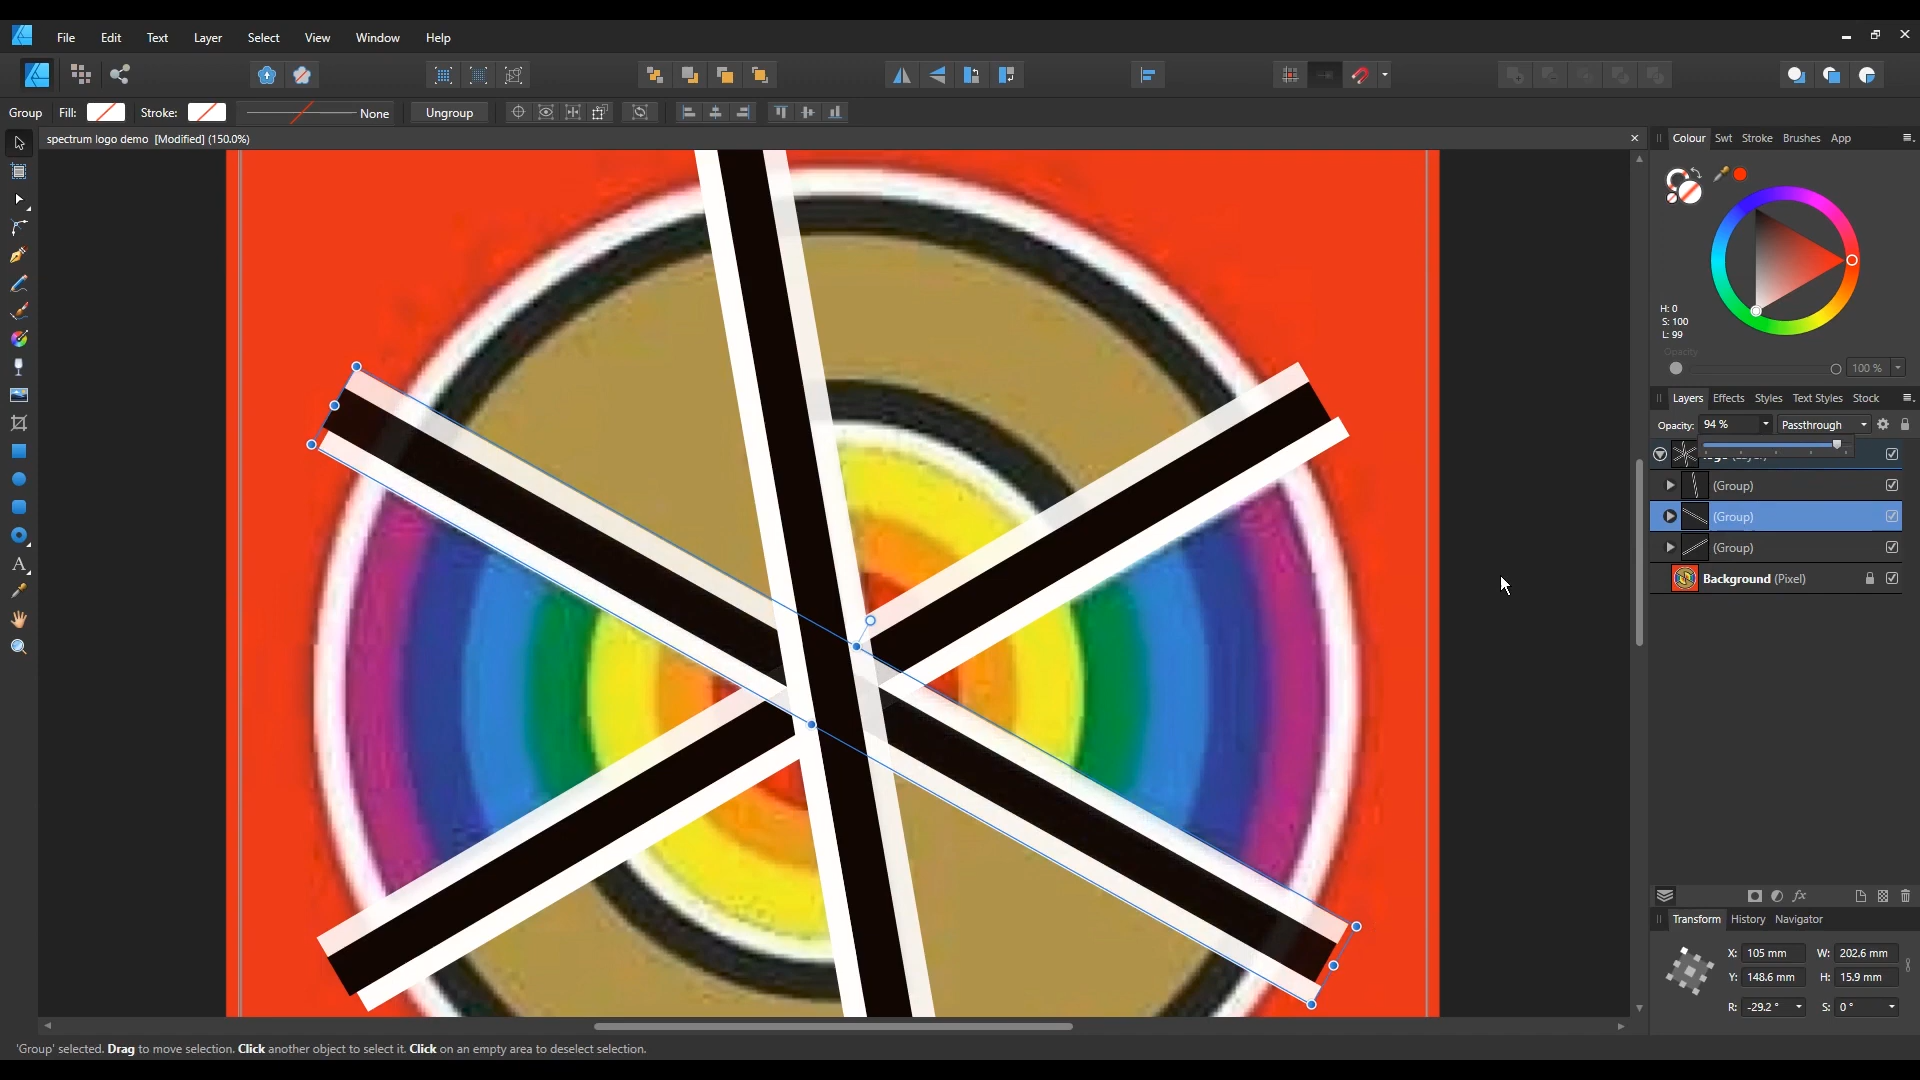 File Edit Text Layer Select View Window Help
Group Fill: Stroke: None Ungroup
spectrum logo demo [Modified] (150.0%)
Colour Swt Stroke Brushes App
H: 0
S: 100
L: 99
Opacity
100 %
Layers Effects Styles Text Styles Stock
Opacity: 94 % Passthrough
(Group)
(Group)
(Group)
Background (Pixel)
Transform History Navigator
X: 105 mm W: 202.6 mm
Y: 148.6 mm H: 15.9 mm
R: -29.2 ° S: 0 °
'Group' selected. Drag to move selection. Click another object to select it. Click on an empty area to deselect selection.